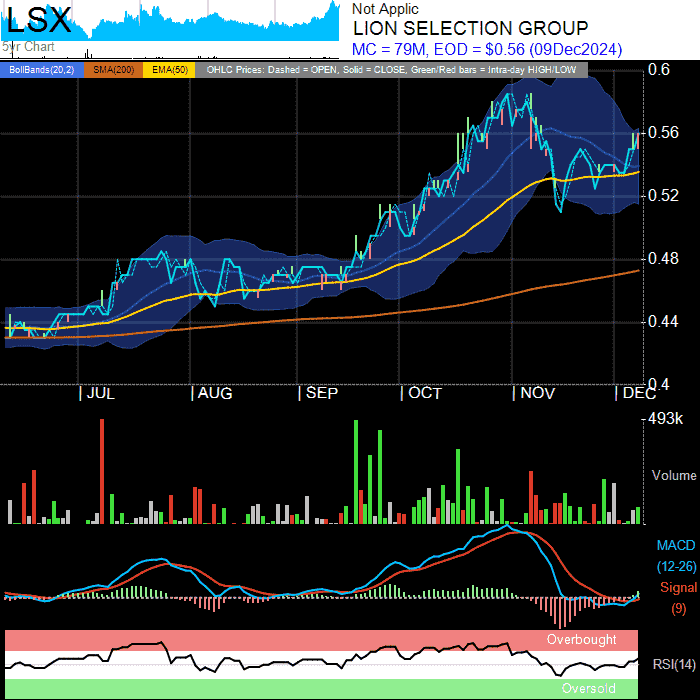 LSX
Not Applic
LION SELECTION GROUP
MC = 79M, EOD = $0.56 (09Dec2024)
5yr Chart
BollBands(20,2) SMA(200) EMA(50) OHLC Prices: Dashed = OPEN, Solid = CLOSE, Green/Red bars = Intra-day HIGH/LOW
0.6
0.56
0.52
0.48
0.44
0.4
JUL AUG SEP OCT NOV DEC
493k
Volume
MACD
(12-26)
Signal
(9)
Overbought
RSI(14)
Oversold